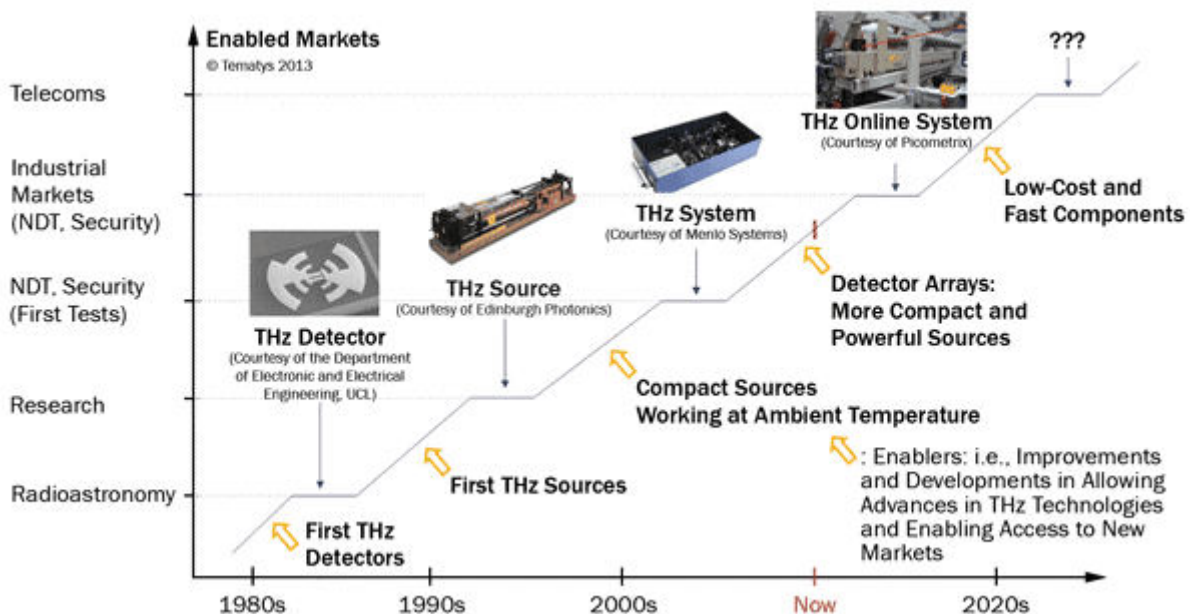 Enabled Markets
© Tematys 2013
???
Telecoms
THz Online System
(Courtesy of Picometrix)
Industrial
Markets
(NDT, Security)
Low-Cost and
Fast Components
THz System
(Courtesy of Menlo Systems)
NDT, Security
(First Tests)
THz Source
(Courtesy of Edinburgh Photonics)
Detector Arrays:
More Compact and
Powerful Sources
THz Detector
(Courtesy of the Department
of Electronic and Electrical
Engineering, UCL)
Research
Compact Sources
Working at Ambient Temperature
Radioastronomy
First THz Sources
: Enablers: i.e., Improvements
and Developments in Allowing
Advances in THz Technologies
and Enabling Access to New
Markets
First THz
Detectors
1980s
1990s
2000s
Now
2020s